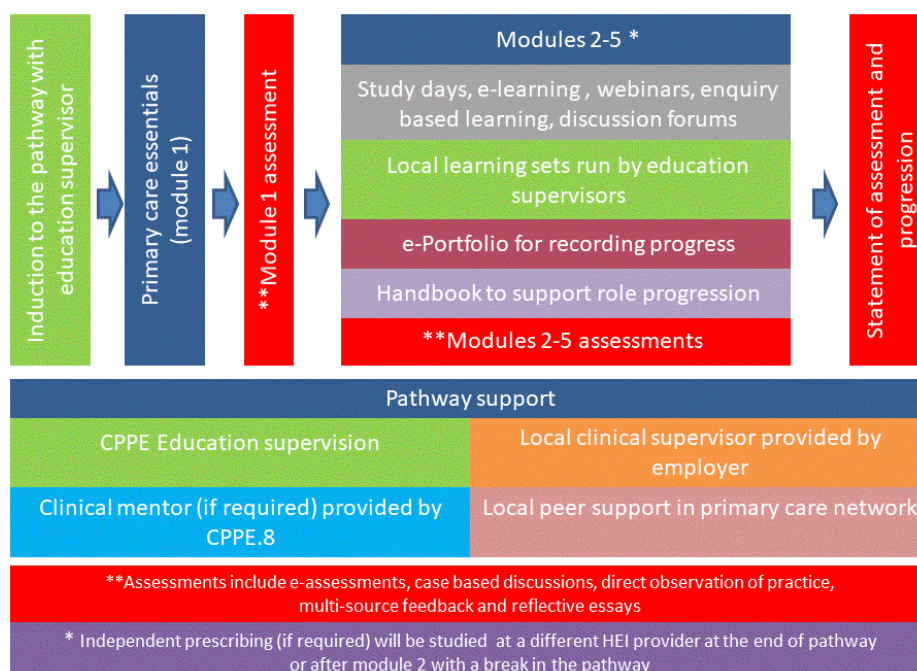 Induction to the pathway with
education supervisor
Primary care essentials
(module 1)
**Module 1 assessment
Modules 2-5 *
Study days, e-learning , webinars, enquiry
based learning, discussion forums
Local learning sets run by education
supervisors
e-Portfolio for recording progress
Handbook to support role progression
**Modules 2-5 assessments
Statement of assessment and
progression
Pathway support
CPPE Education supervision
Local clinical supervisor provided by
employer
Clinical mentor (if required) provided by
CPPE.8
Local peer support in primary care network
**Assessments include e-assessments, case based discussions, direct observation of practice,
multi-source feedback and reflective essays
* Independent prescribing (if required) will be studied at a different HEI provider at the end of pathway
or after module 2 with a break in the pathway